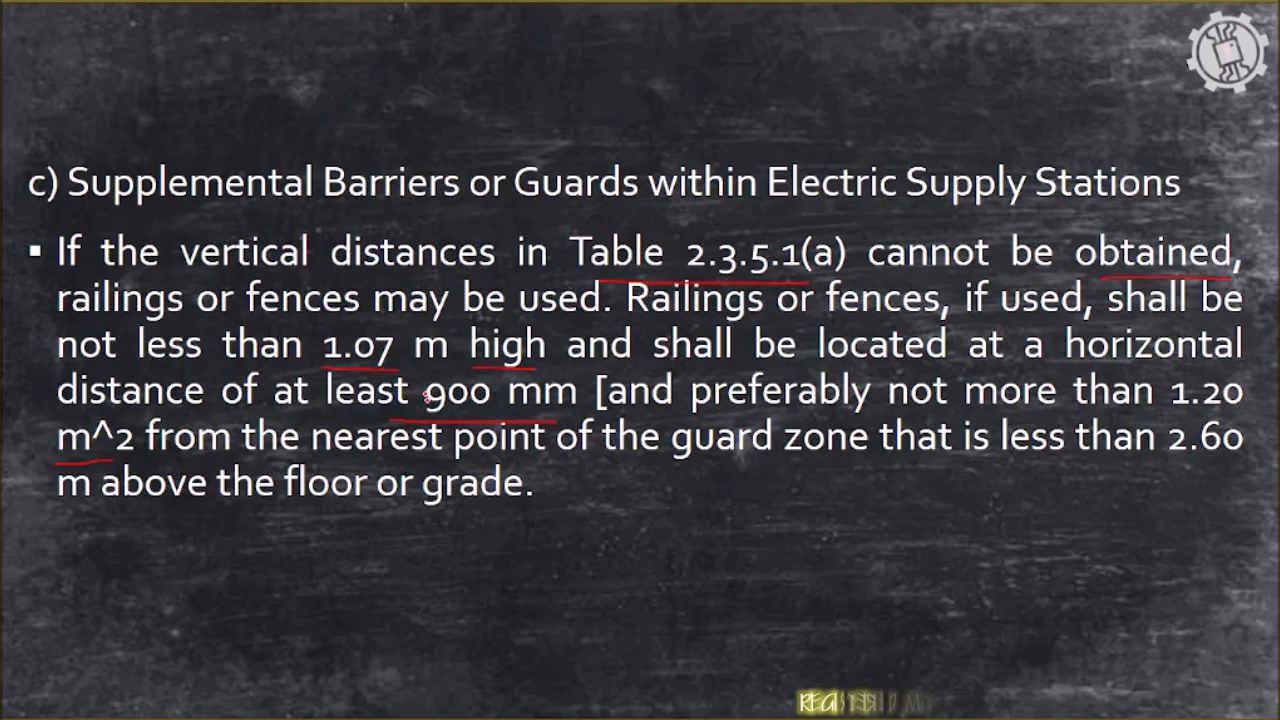 c) Supplemental Barriers or Guards within Electric Supply Stations
▪ If the vertical distances in Table 2.3.5.1(a) cannot be obtained,
railings or fences may be used. Railings or fences, if used, shall be
not less than 1.07 m high and shall be located at a horizontal
distance of at least 900 mm [and preferably not more than 1.20
m^2 from the nearest point of the guard zone that is less than 2.60
m above the floor or grade.